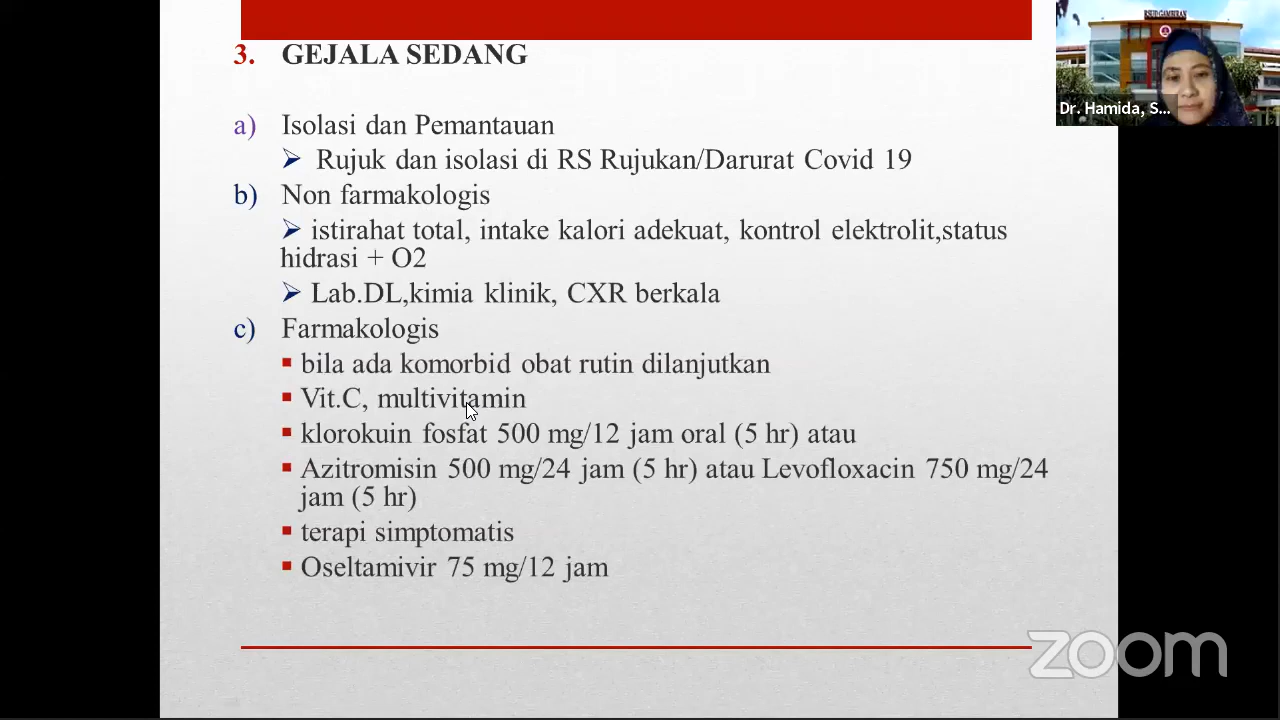 3. GEJALA SEDANG
a) Isolasi dan Pemantauan
Rujuk dan isolasi di RS Rujukan/Darurat Covid 19
b) Non farmakologis
istirahat total, intake kalori adekuat, kontrol elektrolit,status
hidrasi + O2
Lab.DL,kimia klinik, CXR berkala
c) Farmakologis
bila ada komorbid obat rutin dilanjutkan
Vit.C, multivitamin
klorokuin fosfat 500 mg/12 jam oral (5 hr) atau
Azitromisin 500 mg/24 jam (5 hr) atau Levofloxacin 750 mg/24
jam (5 hr)
terapi simptomatis
Oseltamivir 75 mg/12 jam
Dr. Hamida, S...
zoom